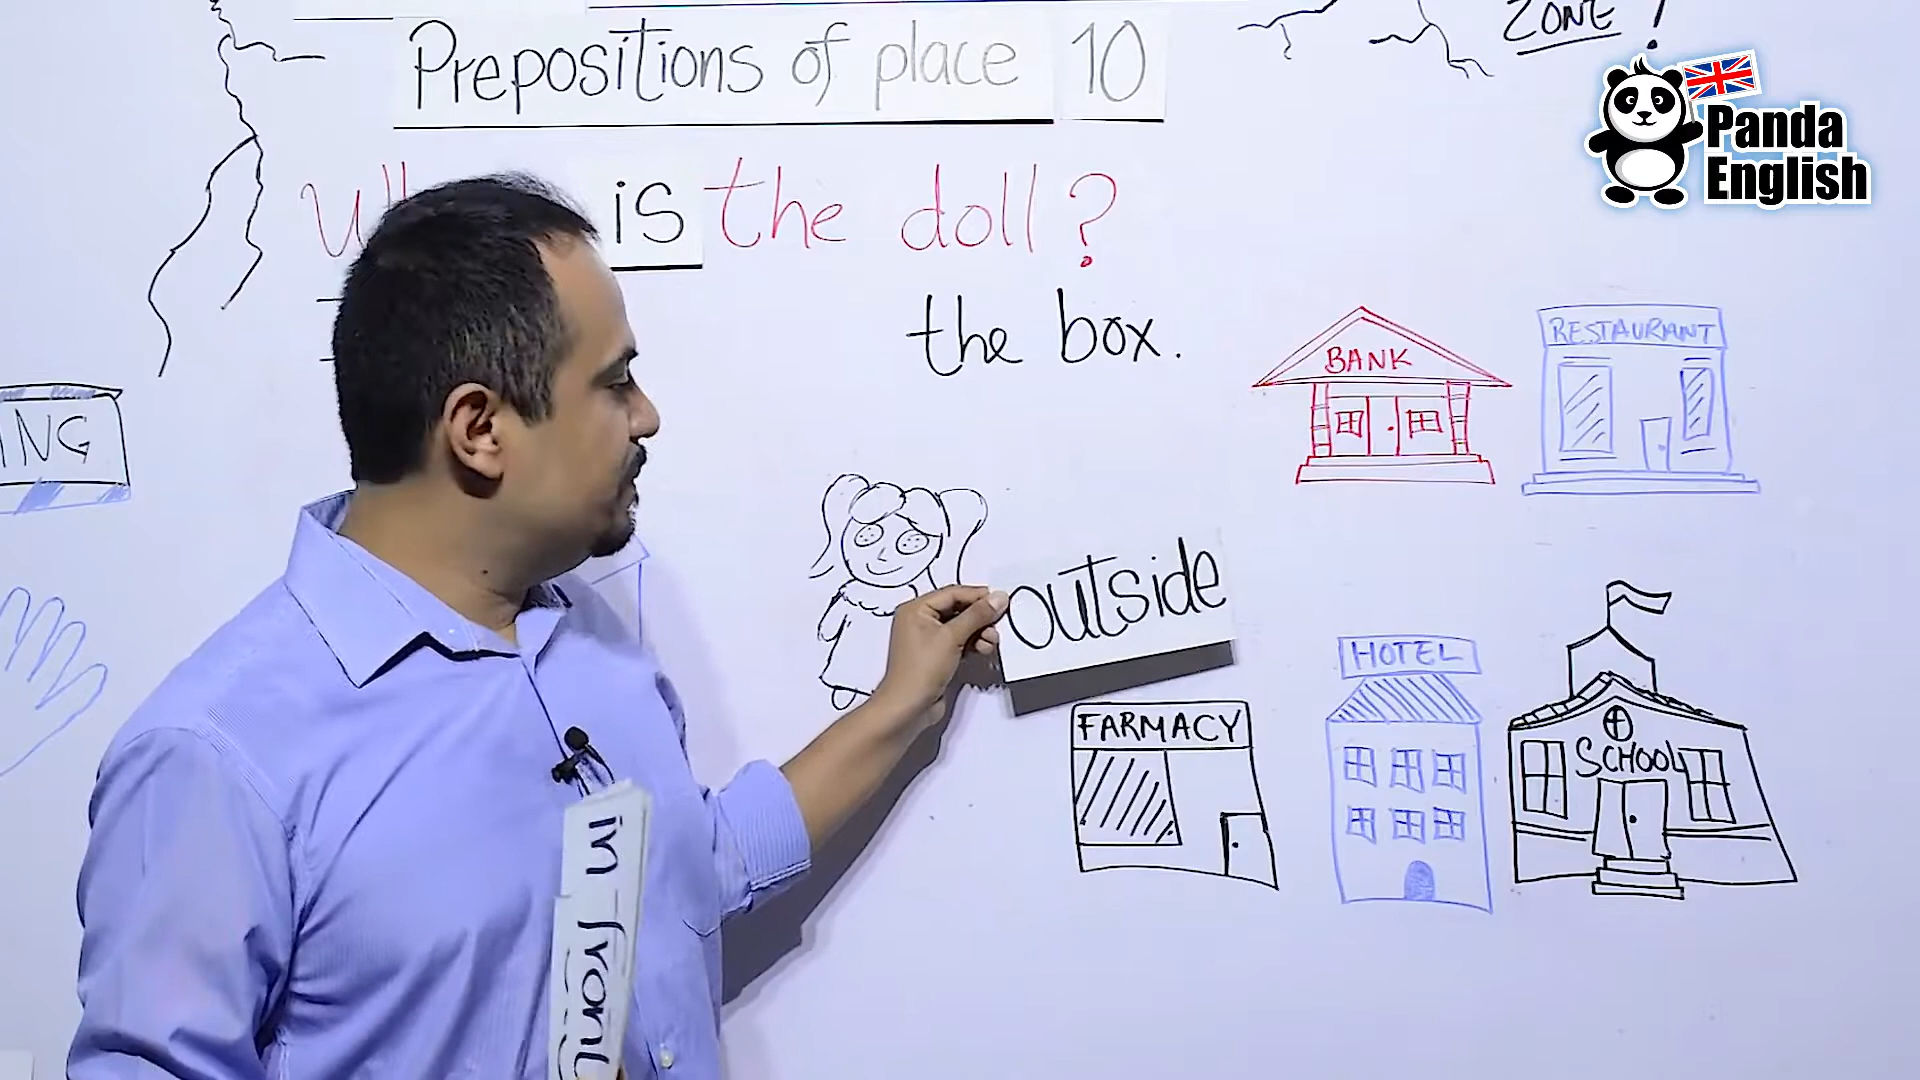 ZONE!
Prepositions of place 10
Panda
English
is the doll?
the box.
BANK
RESTAURANT
ING
outside
HOTEL
FARMACY
SCHOOL
in front